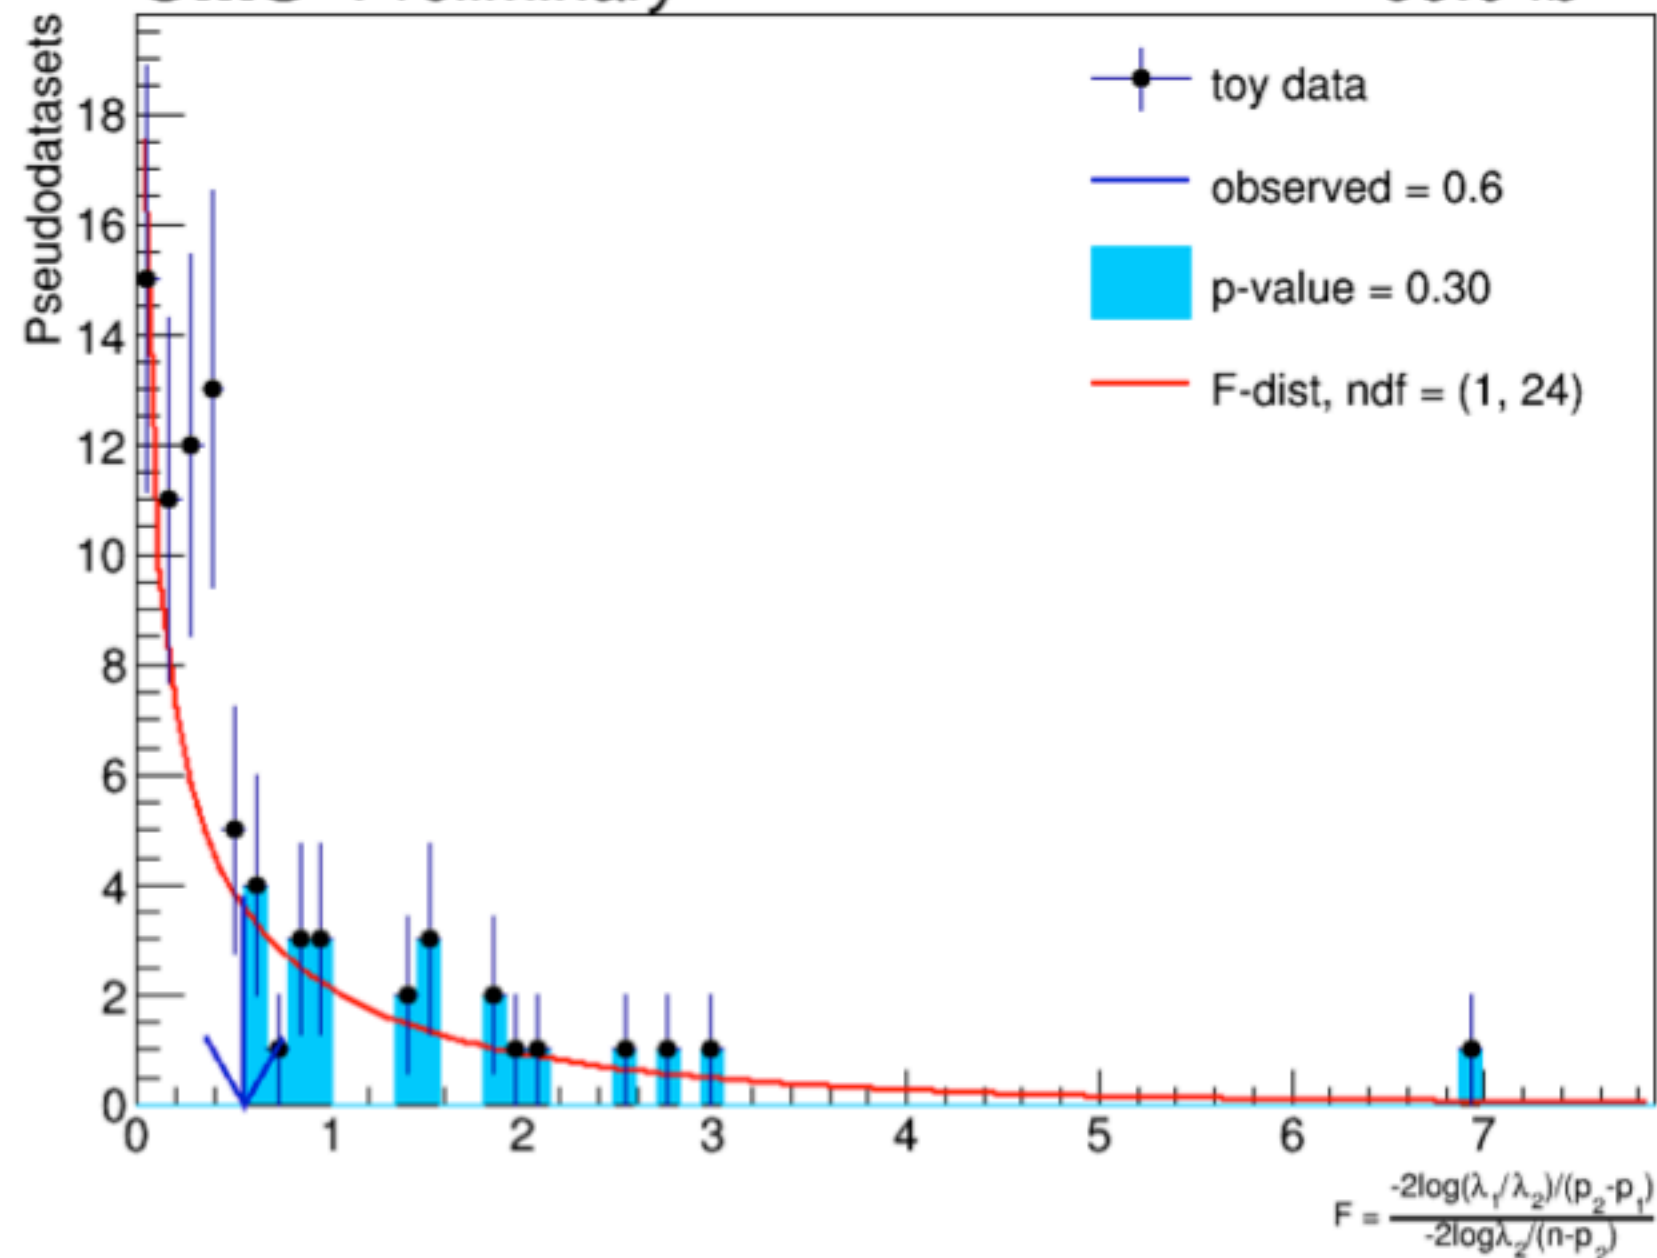 Pseudodatasets
18
16
14
12
10
8
6
4
2
0
0 1 2 3 4 5 6 7
toy data
observed = 0.6
p-value = 0.30
F-dist, ndf = (1, 24)
F = -2log(λ1/λ2)/(p2-p1)
-2logλ2/(n-p2)